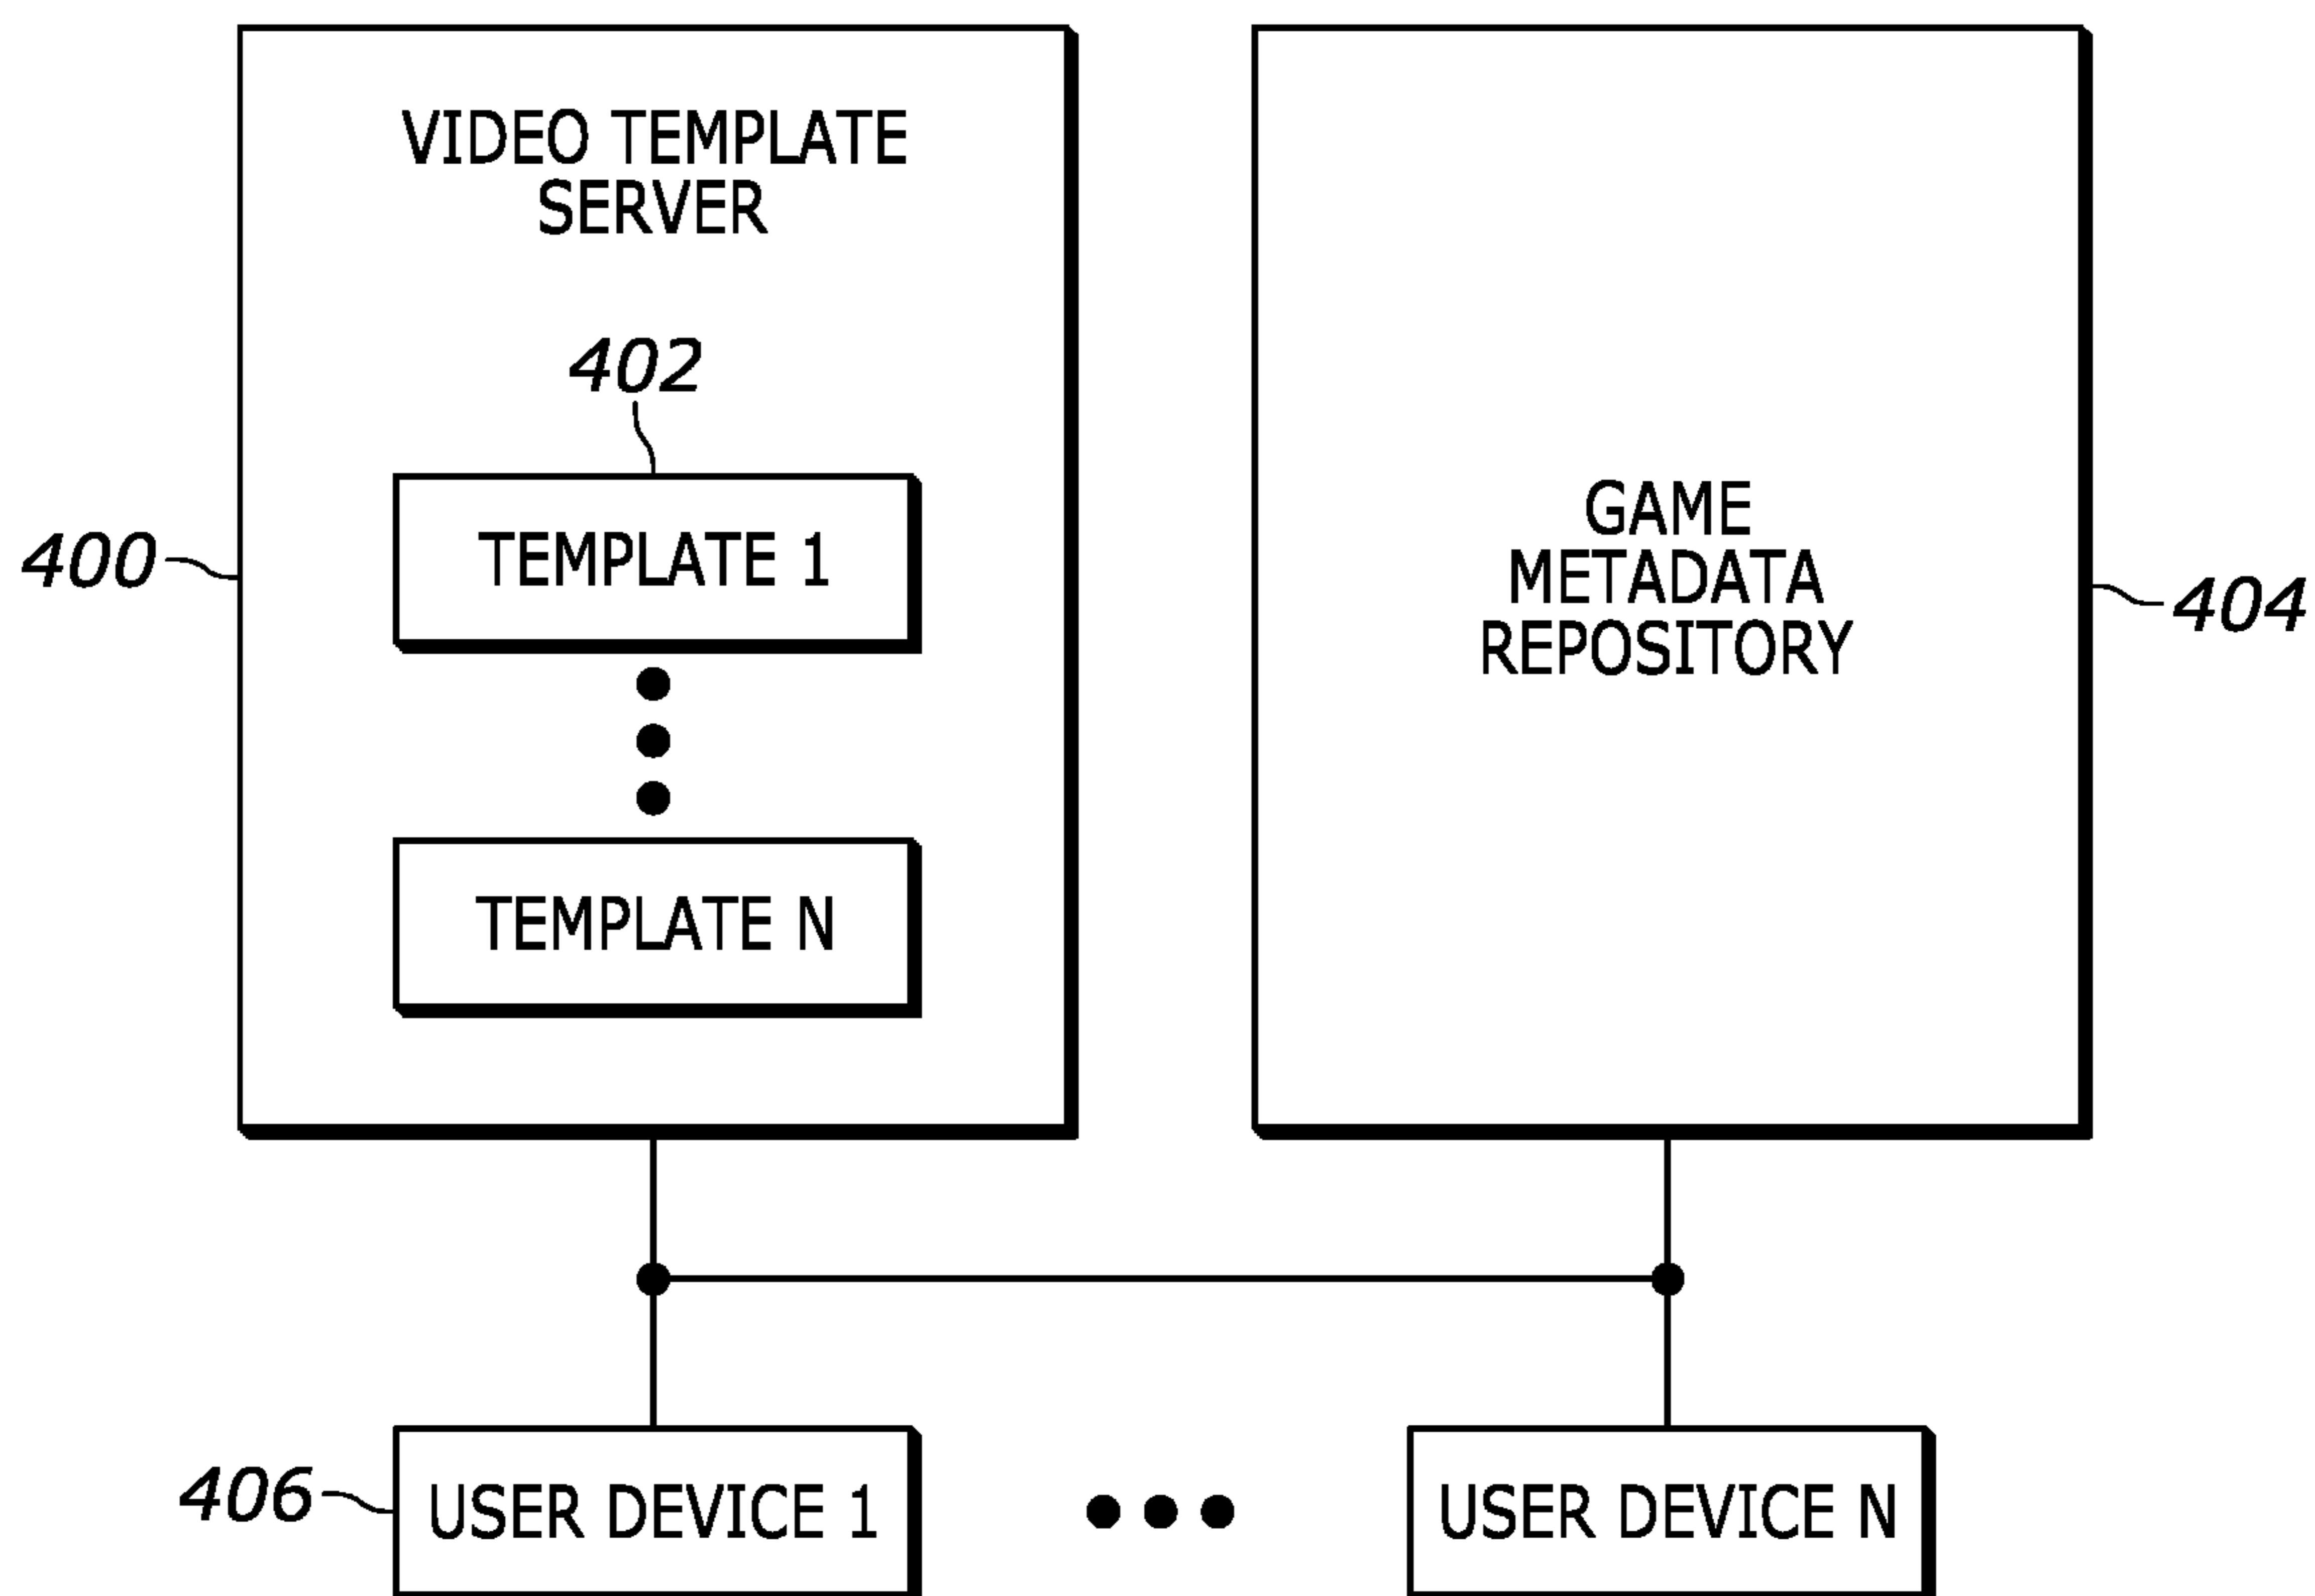 VIDEO TEMPLATE
SERVER
402
TEMPLATE 1
400
TEMPLATE N
GAME
METADATA
REPOSITORY
404
406
USER DEVICE 1
USER DEVICE N